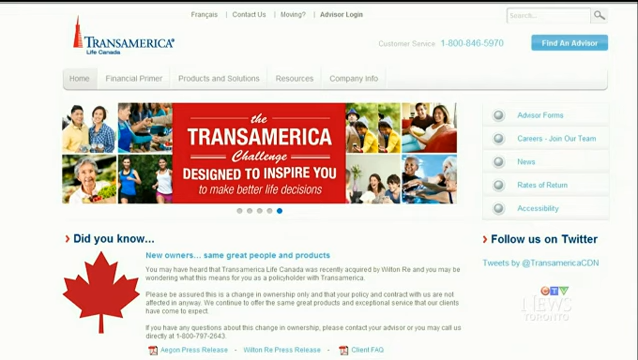 Français Contact Us Moving? Advisor Login
Search...
TRANSAMERICA®
Life Canada
Customer Service 1-800-846-5970
Find An Advisor
Home Financial Primer Products and Solutions Resources Company Info
the
TRANSAMERICA
Challenge
DESIGNED TO INSPIRE YOU
to make better life decisions
Advisor Forms
Careers - Join Our Team
News
Rates of Return
Accessibility
Did you know...
New owners... same great people and products
You may have heard that Transamerica Life Canada was recently acquired by Wilton Re and you may be
wondering what this means for you as a policyholder with Transamerica.
Please be assured this is a change in ownership only and that your policy and contract with us are not
affected in anyway. We continue to offer the same great products and exceptional service that our clients
have come to expect.
If you have any questions about this change in ownership, please contact your advisor or you may call us
directly at 1-800-797-2643.
Aegon Press Release - Wilton Re Press Release - Client FAQ
Follow us on Twitter
Tweets by @TransamericaCDN
CTV
NEWS
TORONTO